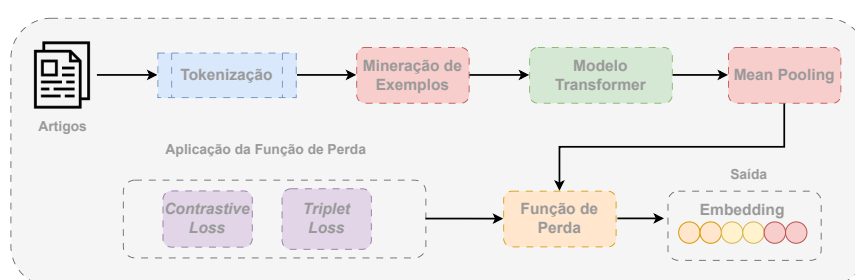 Artigos
Tokenização
Mineração de
Exemplos
Modelo
Transformer
Mean Pooling
Aplicação da Função de Perda
Contrastive
Loss
Triplet
Loss
Função de
Perda
Saída
Embedding